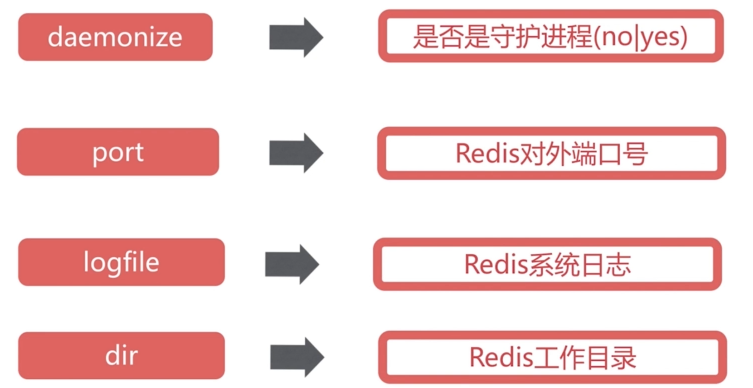 daemonize
是否是守护进程(no|yes)
port
Redis对外端口号
logfile
Redis系统日志
dir
Redis工作目录